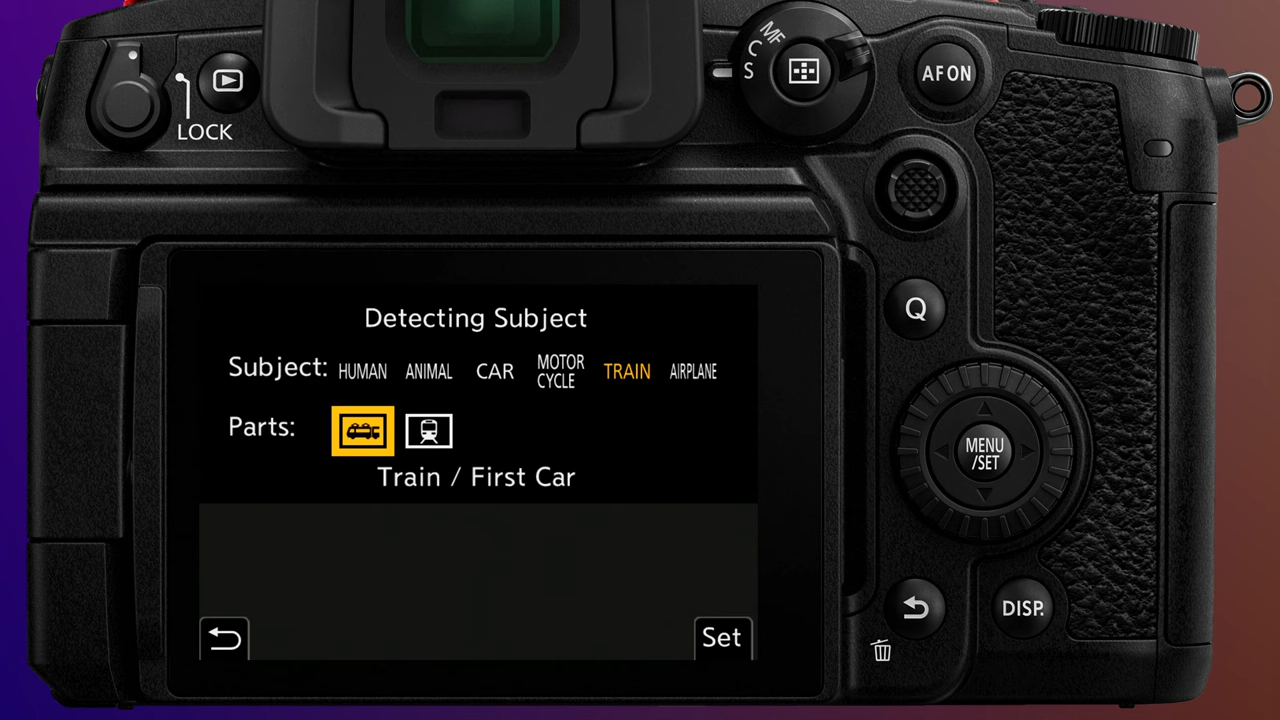 MF
C
S
AF ON
LOCK
Detecting Subject
Subject: HUMAN ANIMAL CAR MOTOR CYCLE TRAIN AIRPLANE
Parts:
Train / First Car
Set
Q
MENU
/SET
DISP.